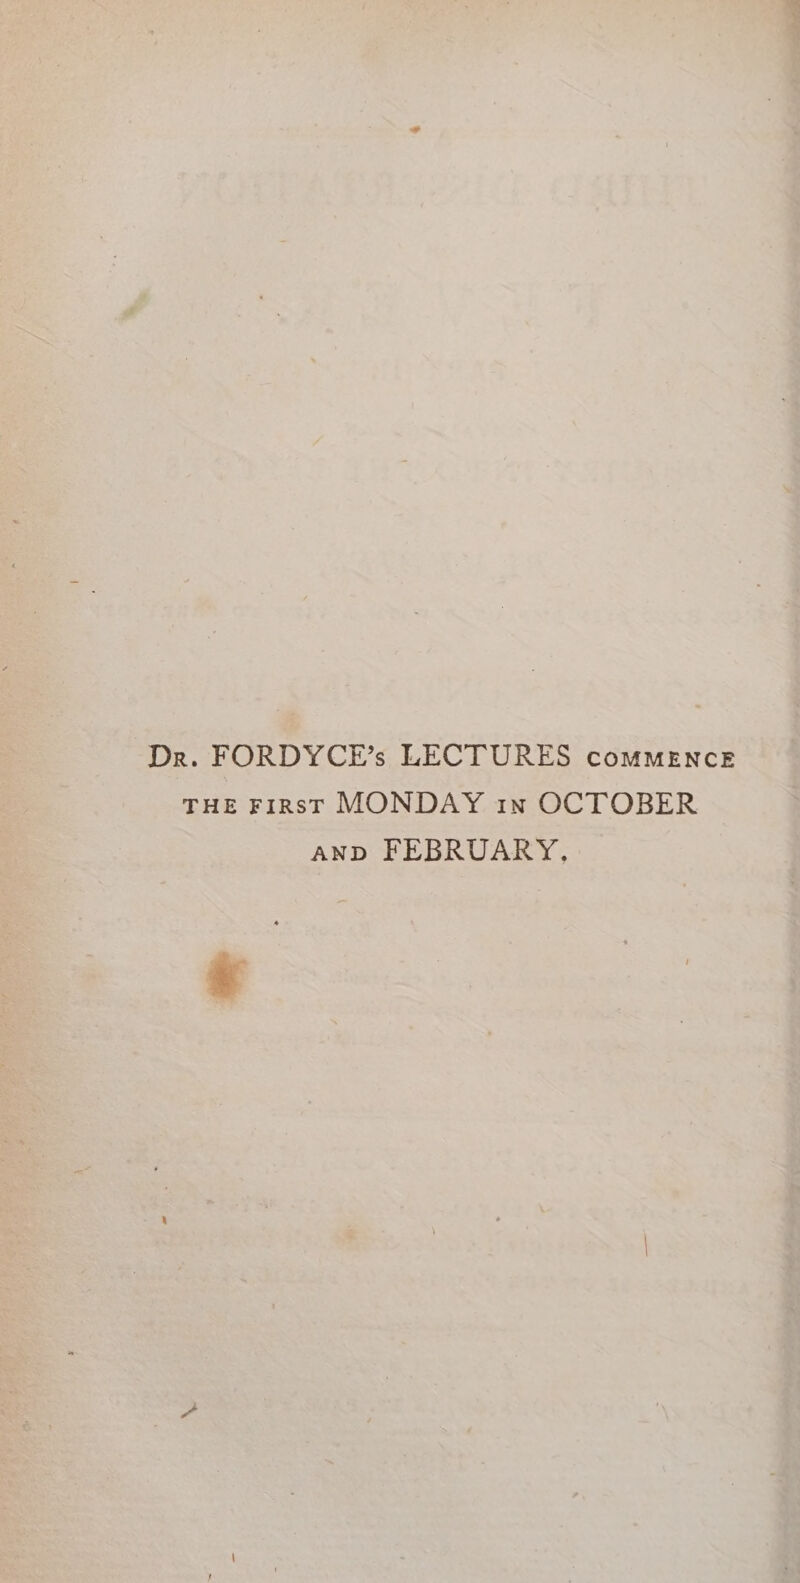 Dr. FORDYCE's LECTURES COMMENCE
THE FIRST MONDAY IN OCTOBER
AND FEBRUARY.